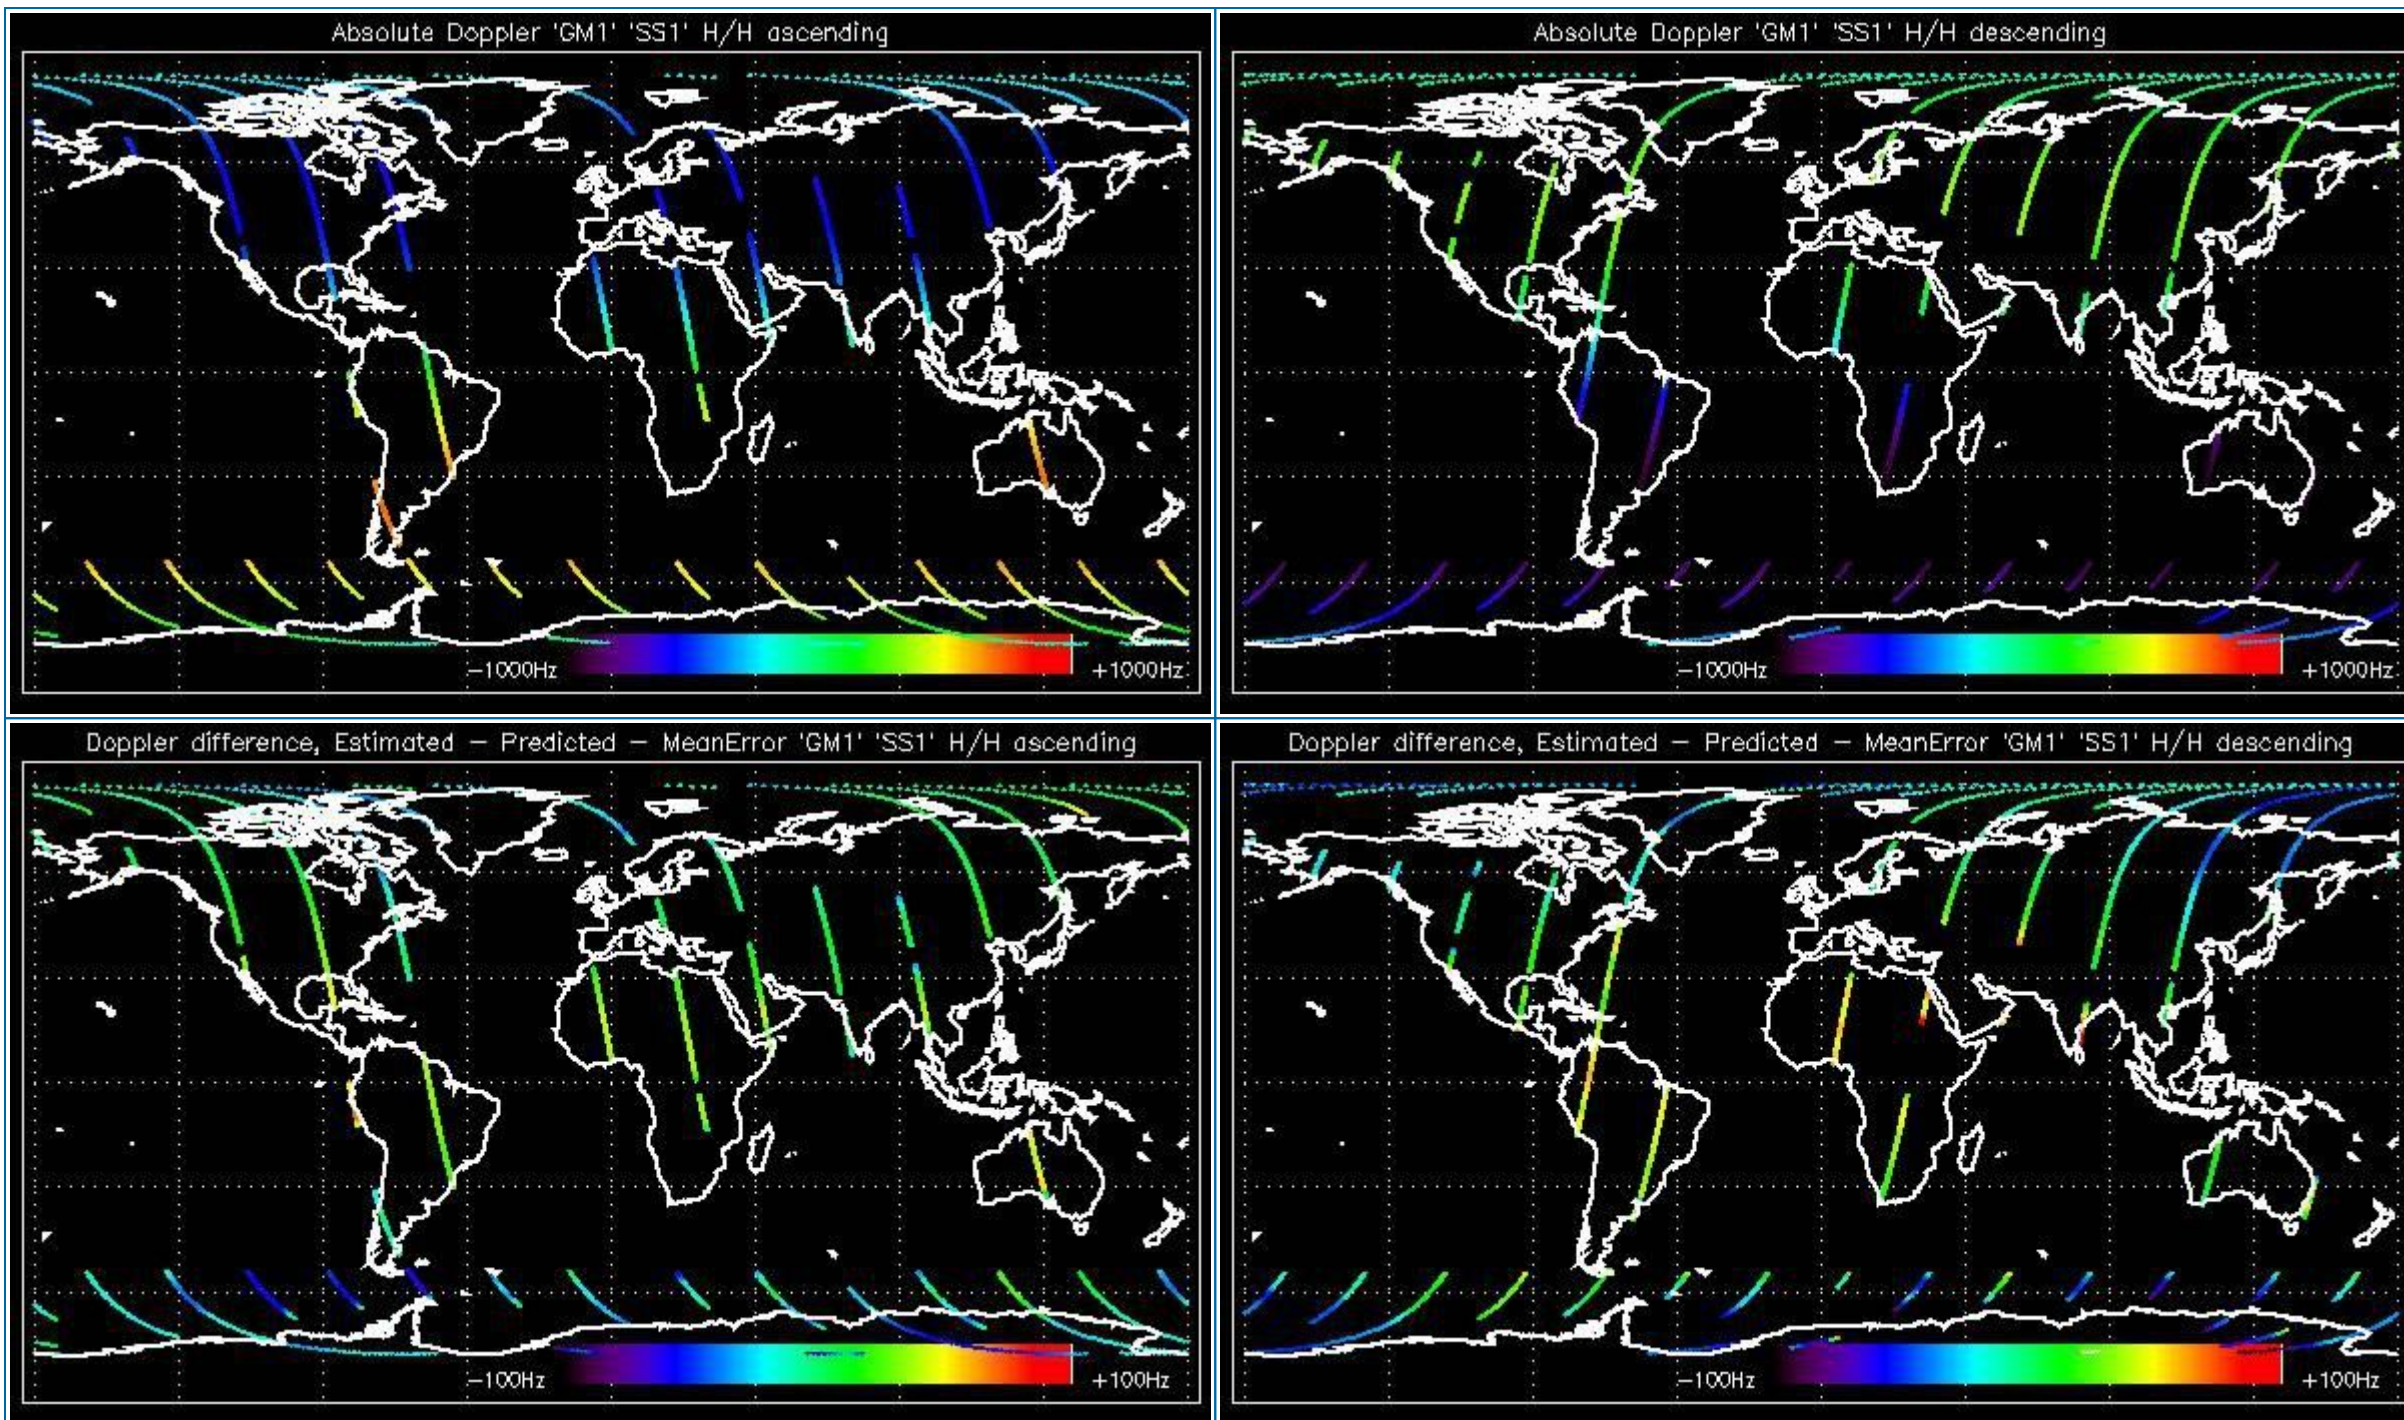 Absolute Doppler 'GM1' 'SS1' H/H ascending
-1000Hz
+1000Hz
Absolute Doppler 'GM1' 'SS1' H/H descending
-1000Hz
+1000Hz
Doppler difference, Estimated - Predicted - MeanError 'GM1' 'SS1' H/H ascending
-100Hz
+100Hz
Doppler difference, Estimated - Predicted - MeanError 'GM1' 'SS1' H/H descending
-100Hz
+100Hz